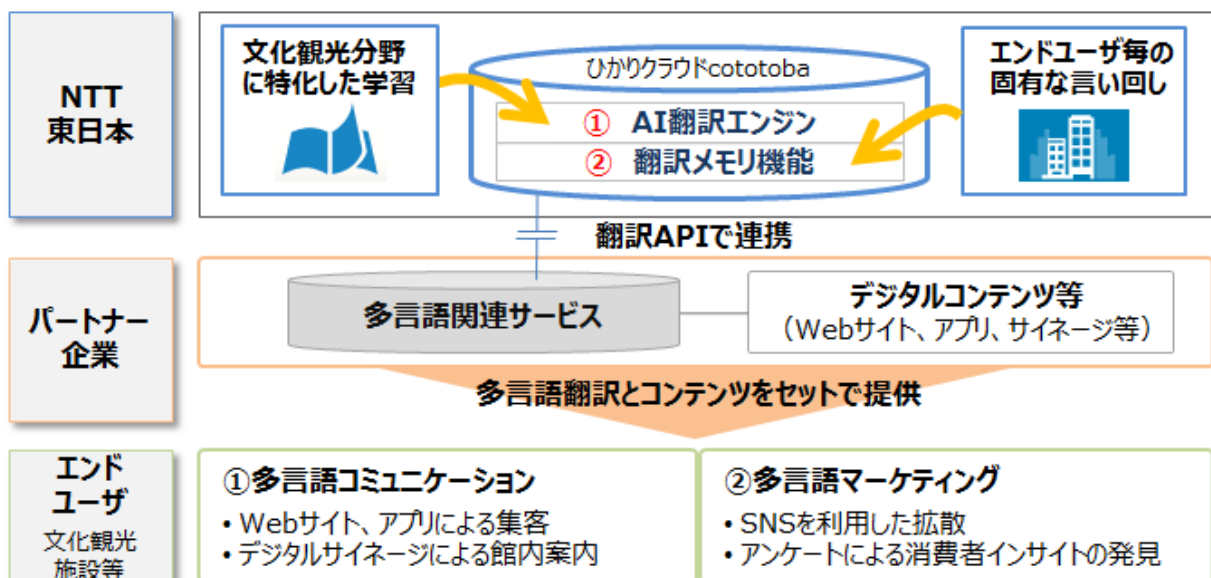 NTT
東日本
文化観光分野
に特化した学習
ひかりクラウドcototoba
① AI翻訳エンジン
② 翻訳メモリ機能
エンドユーザ毎の
固有な言い回し
翻訳APIで連携
パートナー
企業
多言語関連サービス
デジタルコンテンツ等
（Webサイト、アプリ、サイネージ等）
多言語翻訳とコンテンツをセットで提供
エンド
ユーザ
文化観光
施設等
①多言語コミュニケーション
• Webサイト、アプリによる集客
• デジタルサイネージによる館内案内
②多言語マーケティング
• SNSを利用した拡散
• アンケートによる消費者インサイトの発見